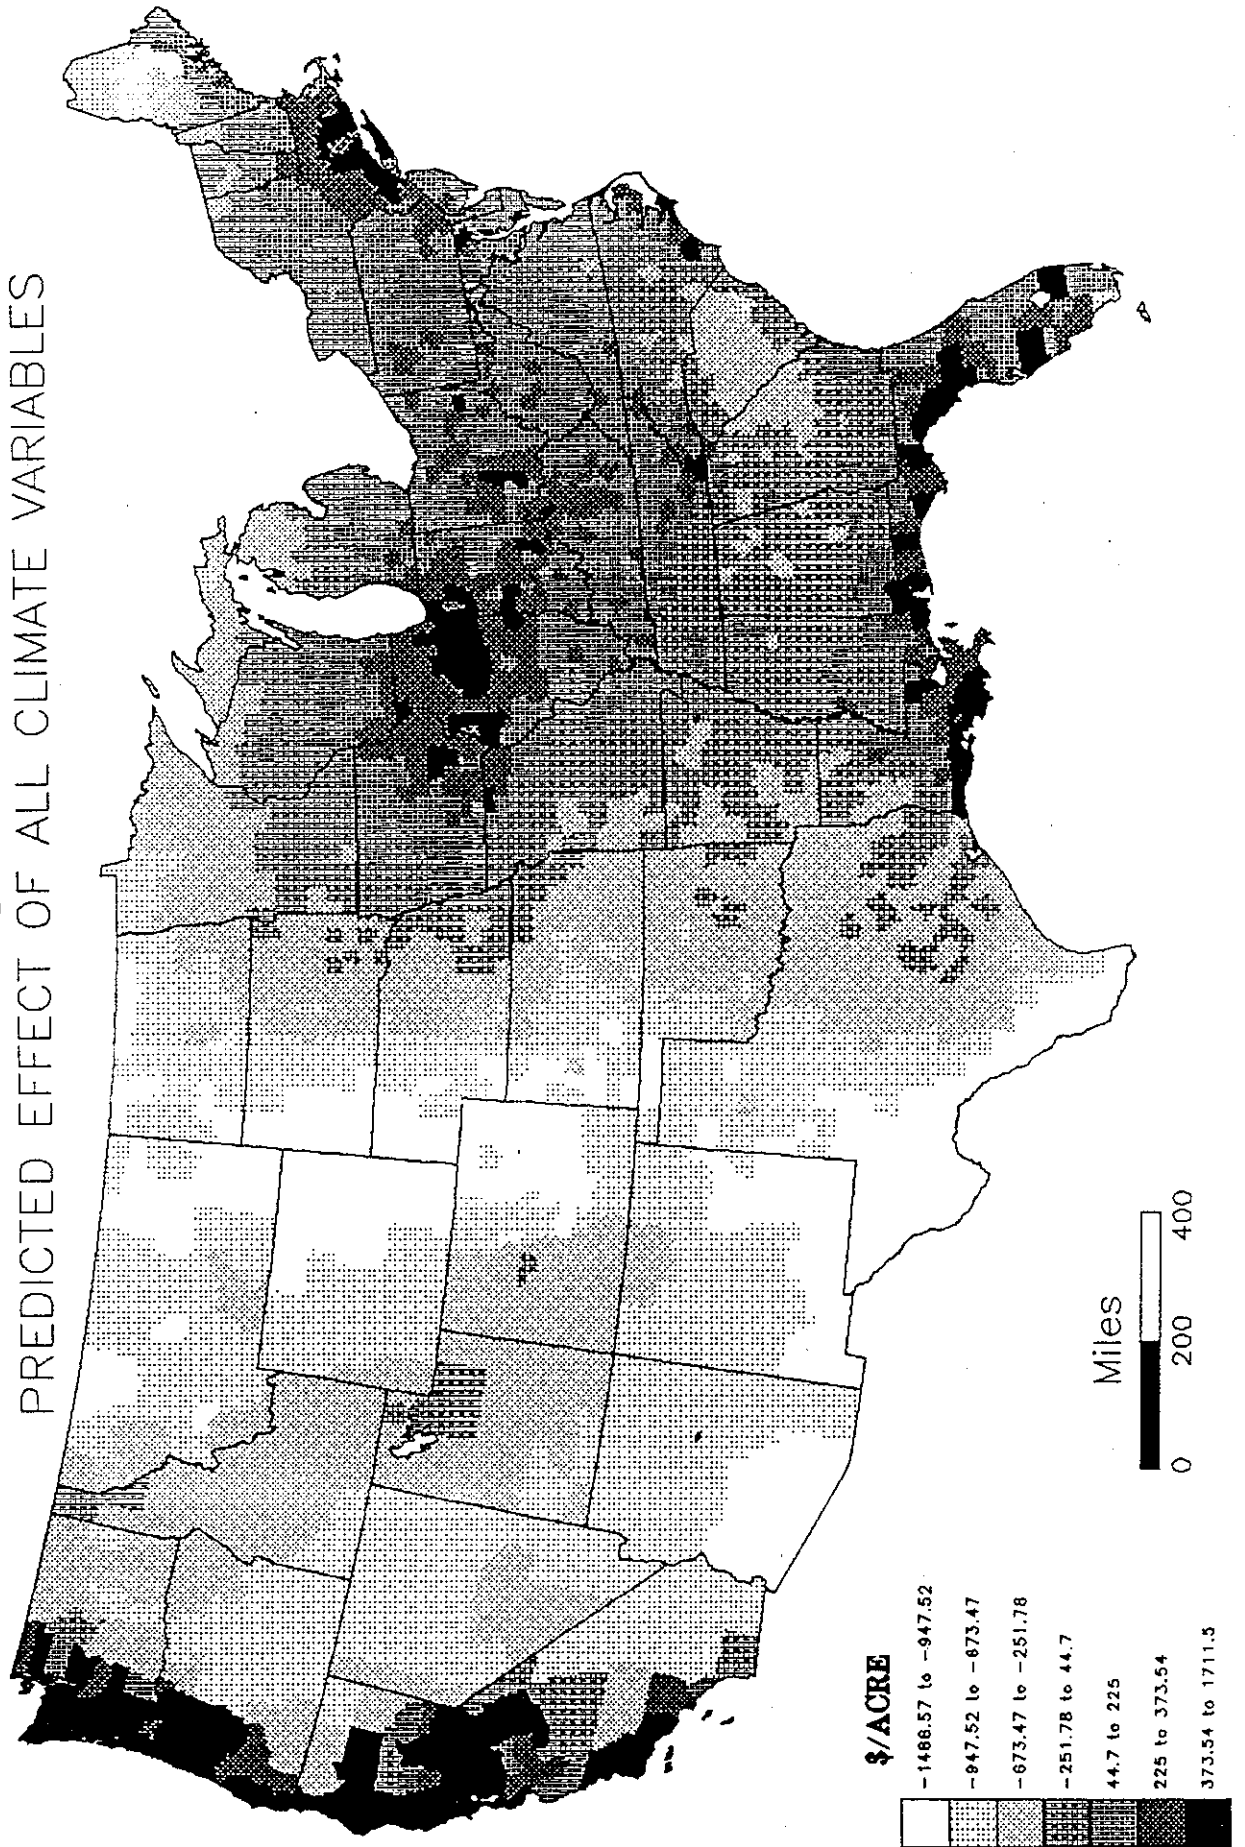 PREDICTED EFFECT OF ALL CLIMATE VARIABLES
$/ACRE
-1488.57 to -947.52
-947.52 to -673.47
-673.47 to -251.78
-251.78 to 44.7
44.7 to 225
225 to 373.54
373.54 to 1711.5
Miles
0 200 400